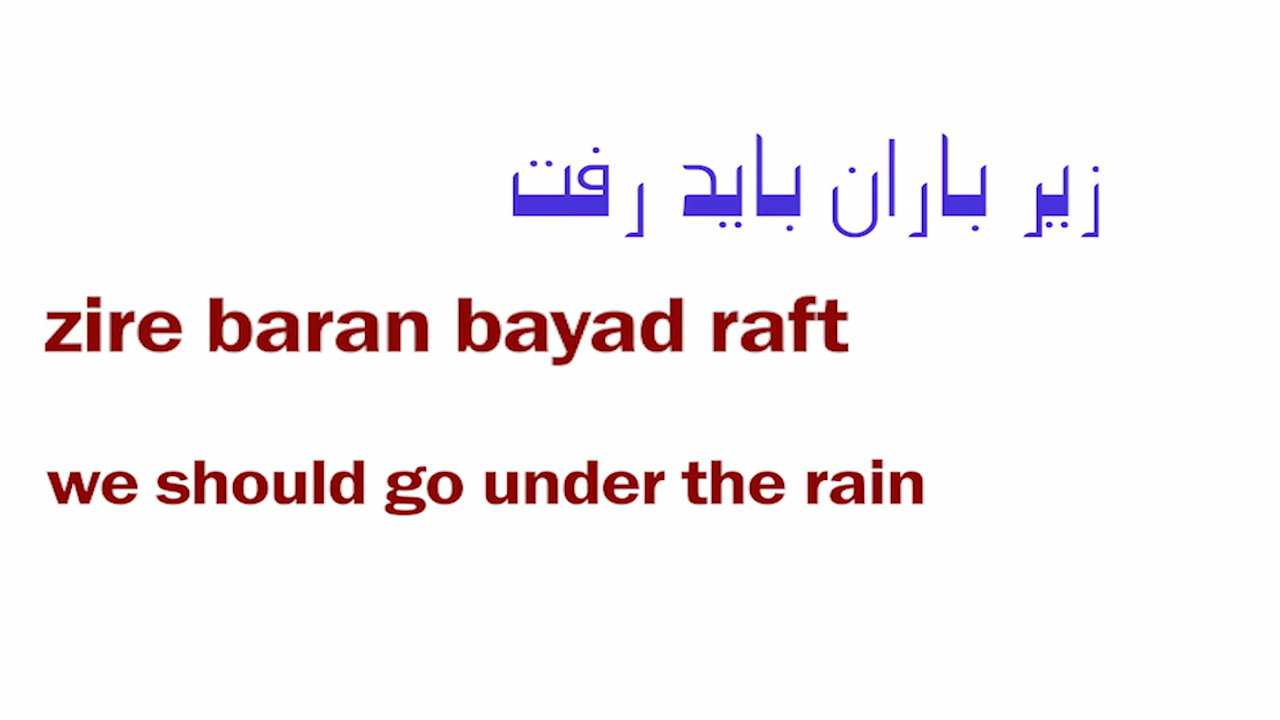 زیر باران باید رفت
zire baran bayad raft
we should go under the rain